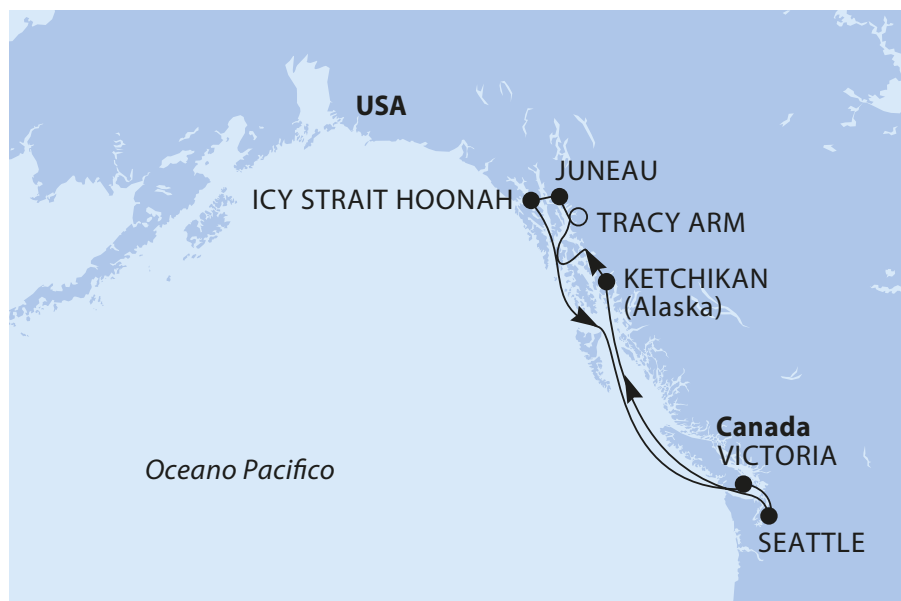 USA
JUNEAU
ICY STRAIT HOONAH
TRACY ARM
KETCHIKAN
(Alaska)
Canada
VICTORIA
Oceano Pacifico
SEATTLE